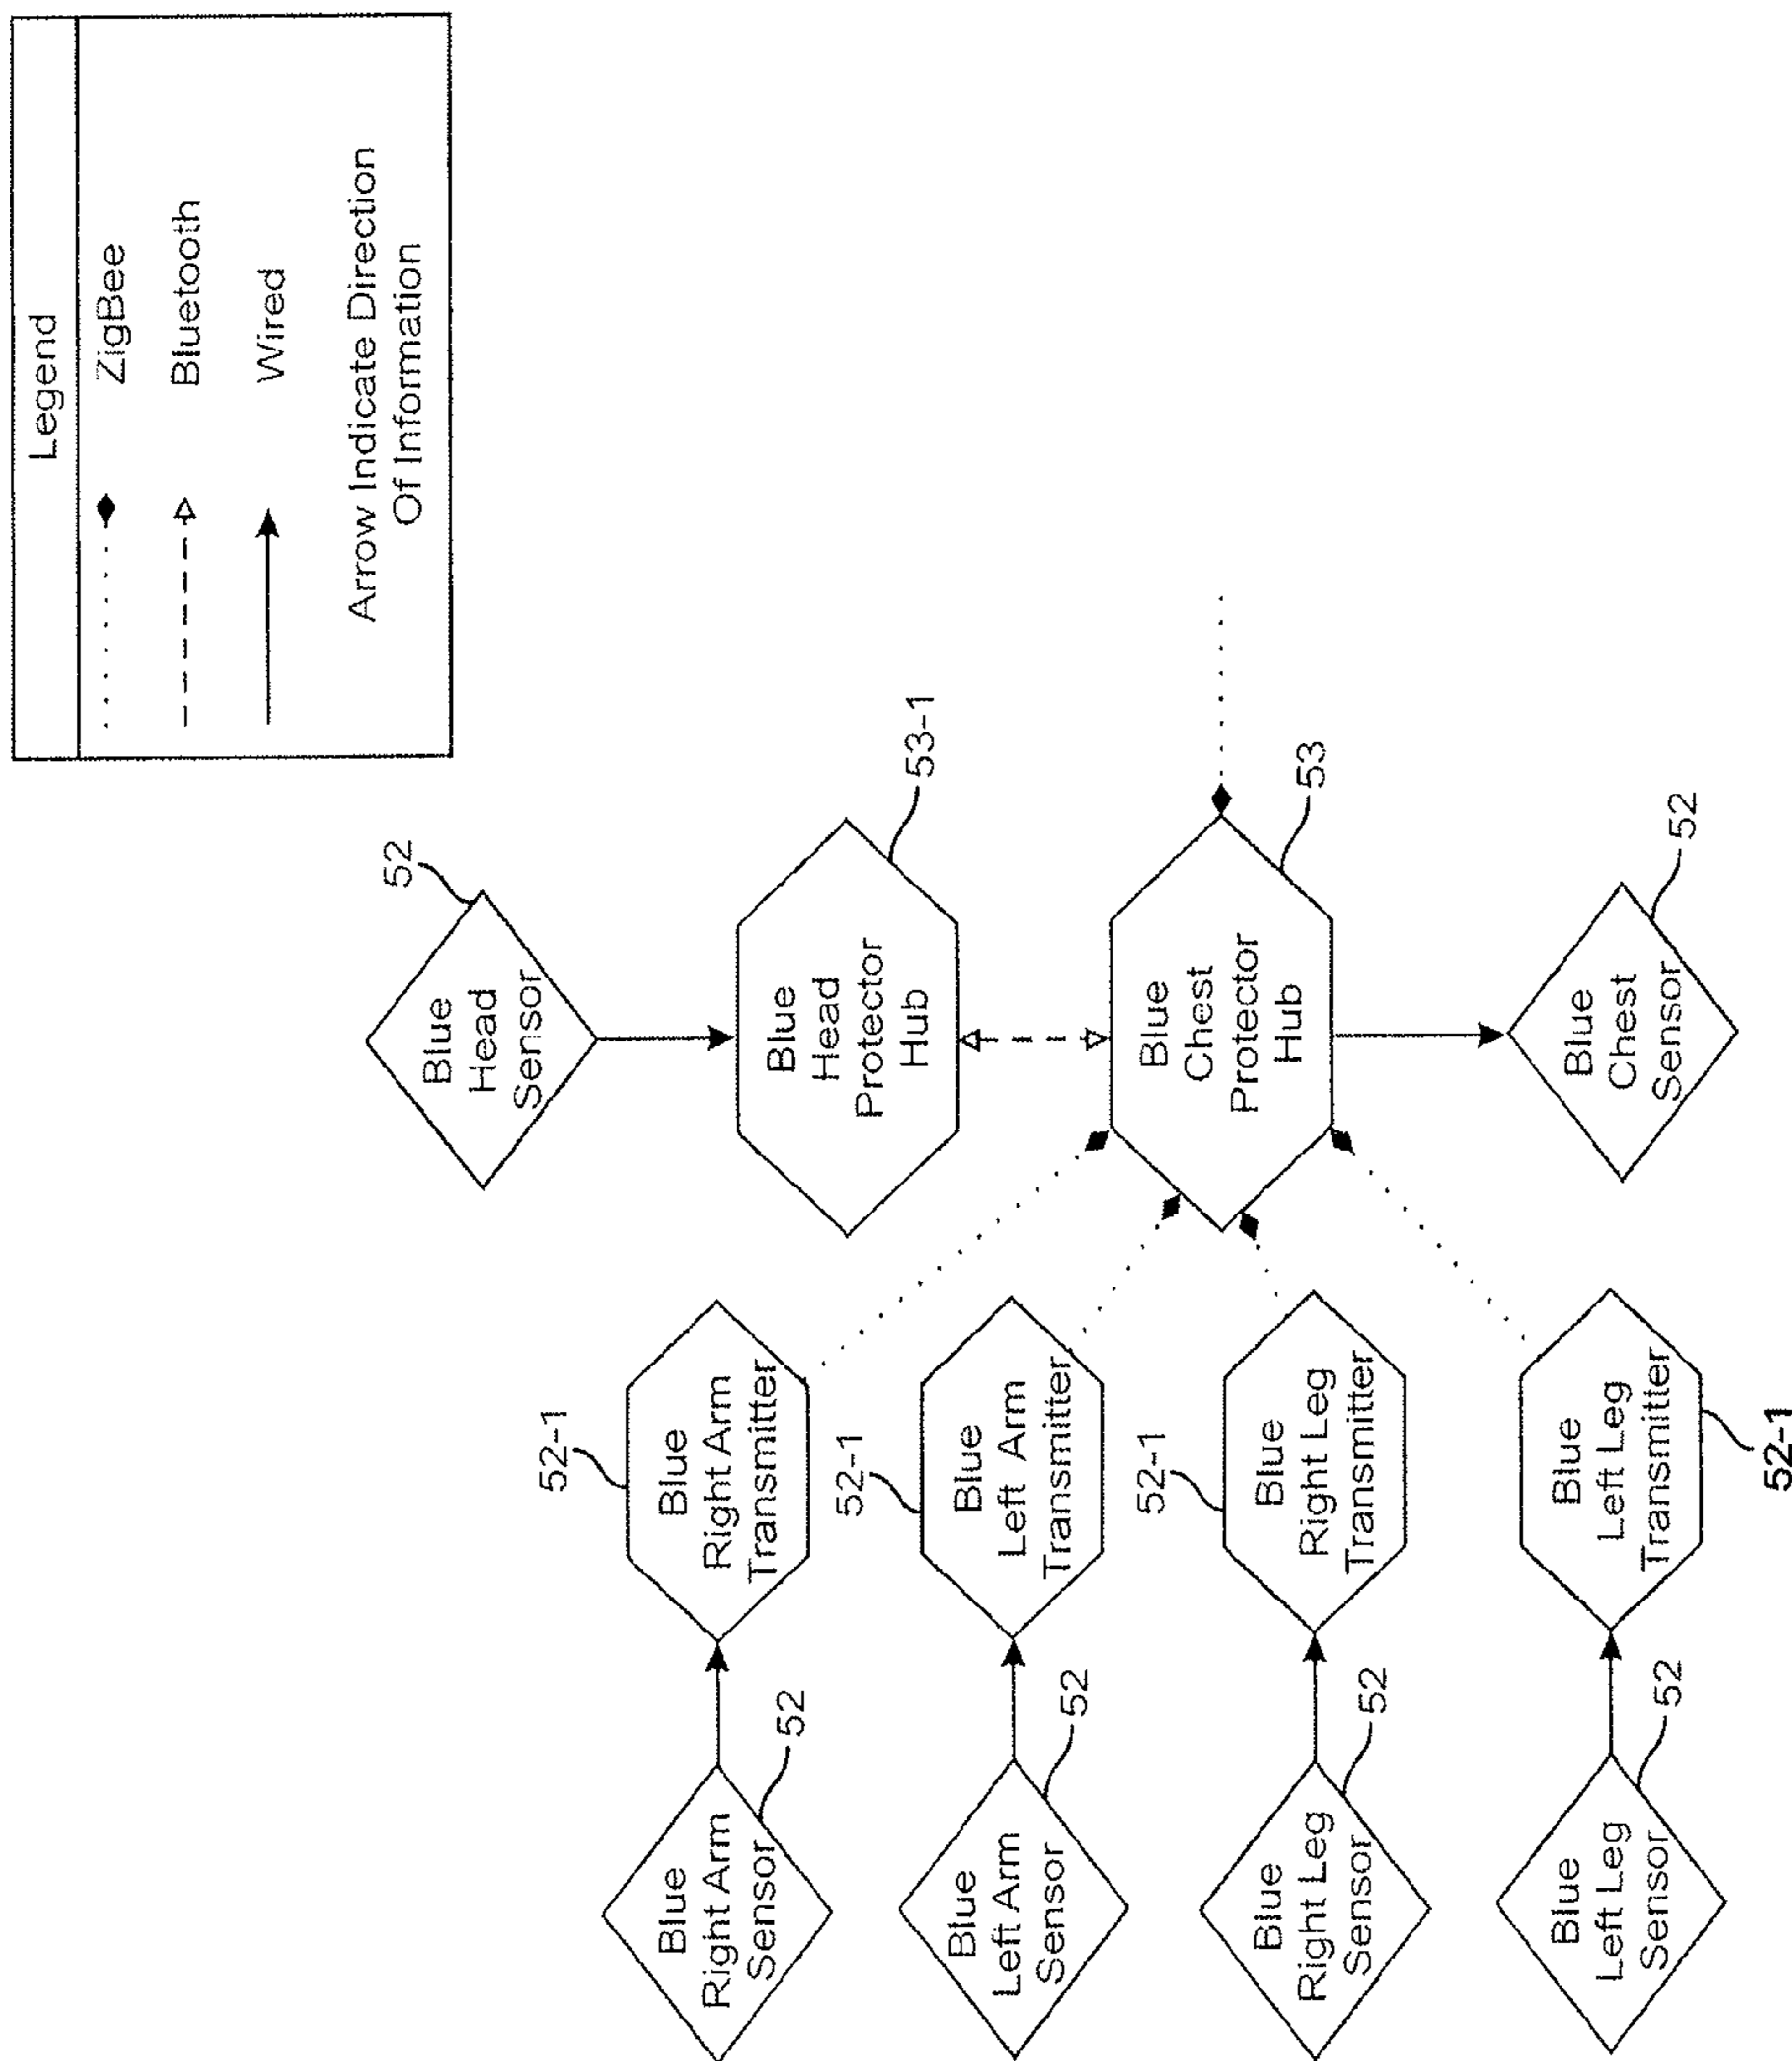 Legend
ZigBee
Bluetooth
Wired
Arrow Indicate Direction
Of Information
52
Blue
Head
Sensor
53-1
Blue
Head
Protector
Hub
53
Blue
Chest
Protector
Hub
52
Blue
Chest
Sensor
52-1
Blue
Right Arm
Transmitter
52-1
Blue
Left Arm
Transmitter
52-1
Blue
Right Leg
Transmitter
52-1
Blue
Left Leg
Transmitter
52
Blue
Right Arm
Sensor
52
Blue
Left Arm
Sensor
52
Blue
Right Leg
Sensor
52
Blue
Left Leg
Sensor